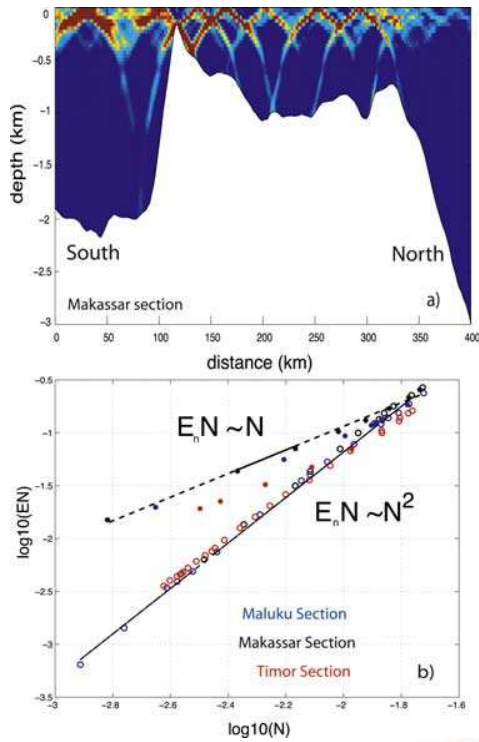 0
−0.5
−1
−1.5
−2
−2.5
−3
depth (km)
South
North
Makassar section
a)
0 50 100 150 200 250 300 350 400
distance (km)
−0.5
−1
−1.5
−2
−2.5
−3
−3.5
log10(EN)
EₙN ~N
EₙN ~N²
Maluku Section
Makassar Section
Timor Section
b)
−3 −2.8 −2.6 −2.4 −2.2 −2 −1.8 −1.6
log10(N)